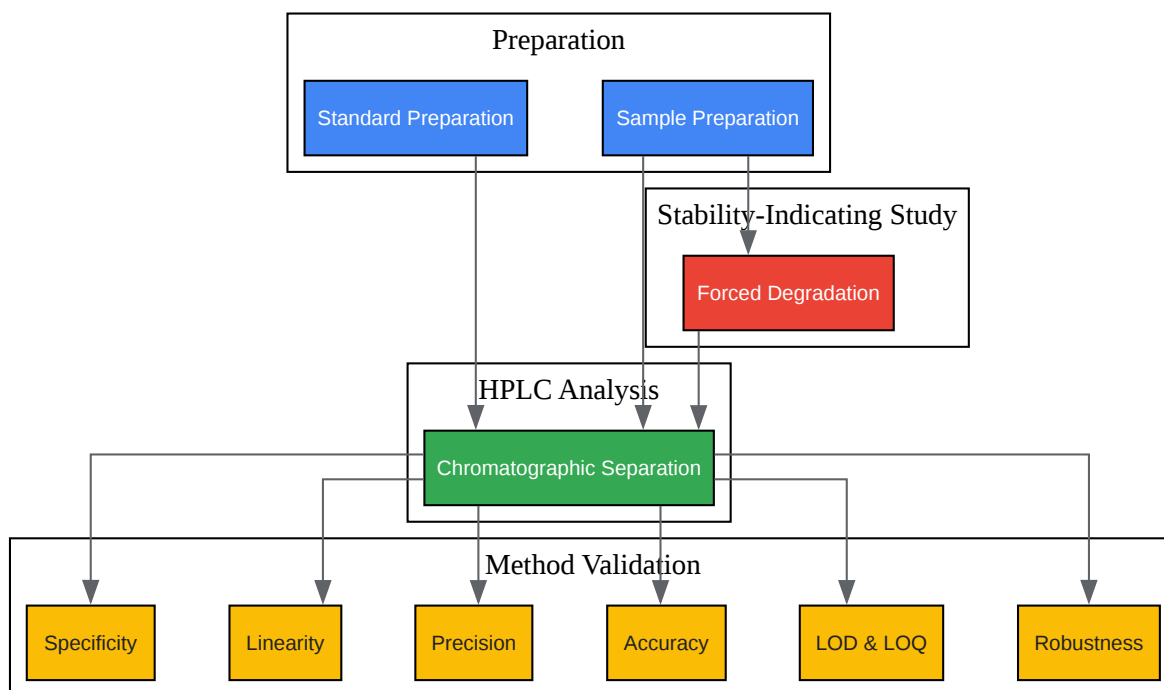 Preparation
Standard Preparation
Sample Preparation
Stability-Indicating Study
Forced Degradation
HPLC Analysis
Chromatographic Separation
Method Validation
Specificity
Linearity
Precision
Accuracy
LOD & LOQ
Robustness